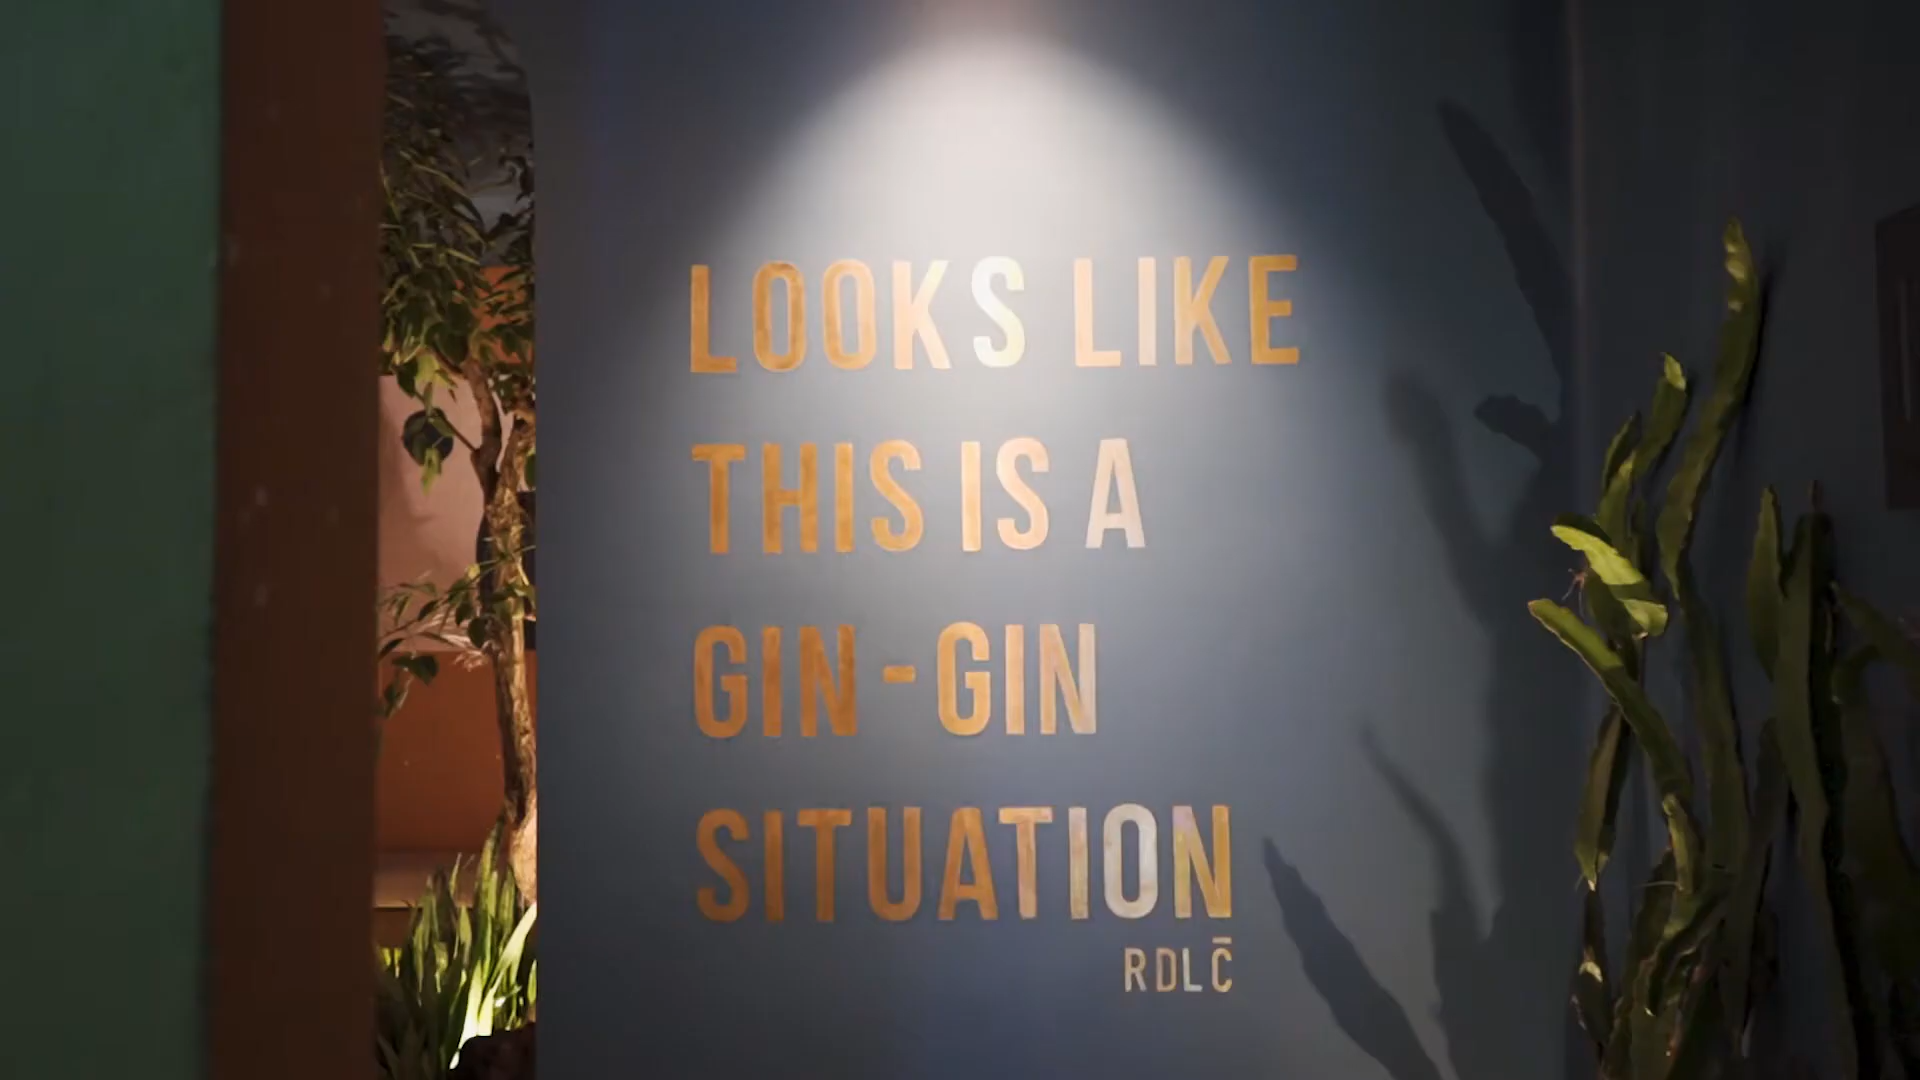 LOOKS LIKE
THIS IS A
GIN-GIN
SITUATION
RDLC̄